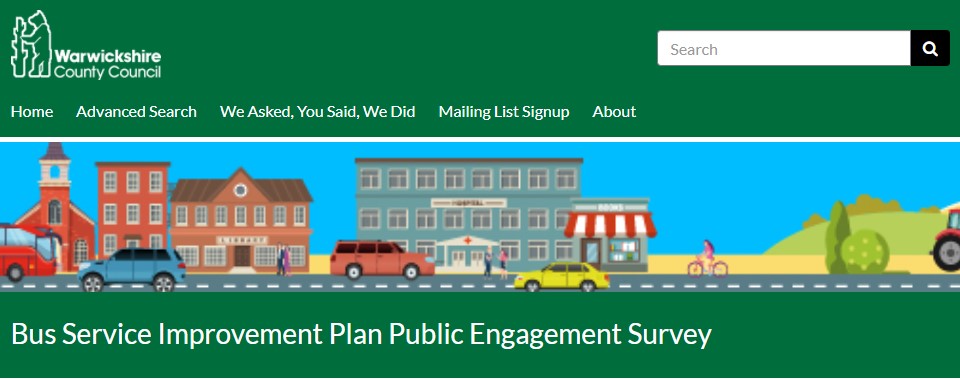 Warwickshire
County Council
Search
Home Advanced Search We Asked, You Said, We Did Mailing List Signup About
HOSPITAL
BOOKS
LIBRARY
Bus Service Improvement Plan Public Engagement Survey